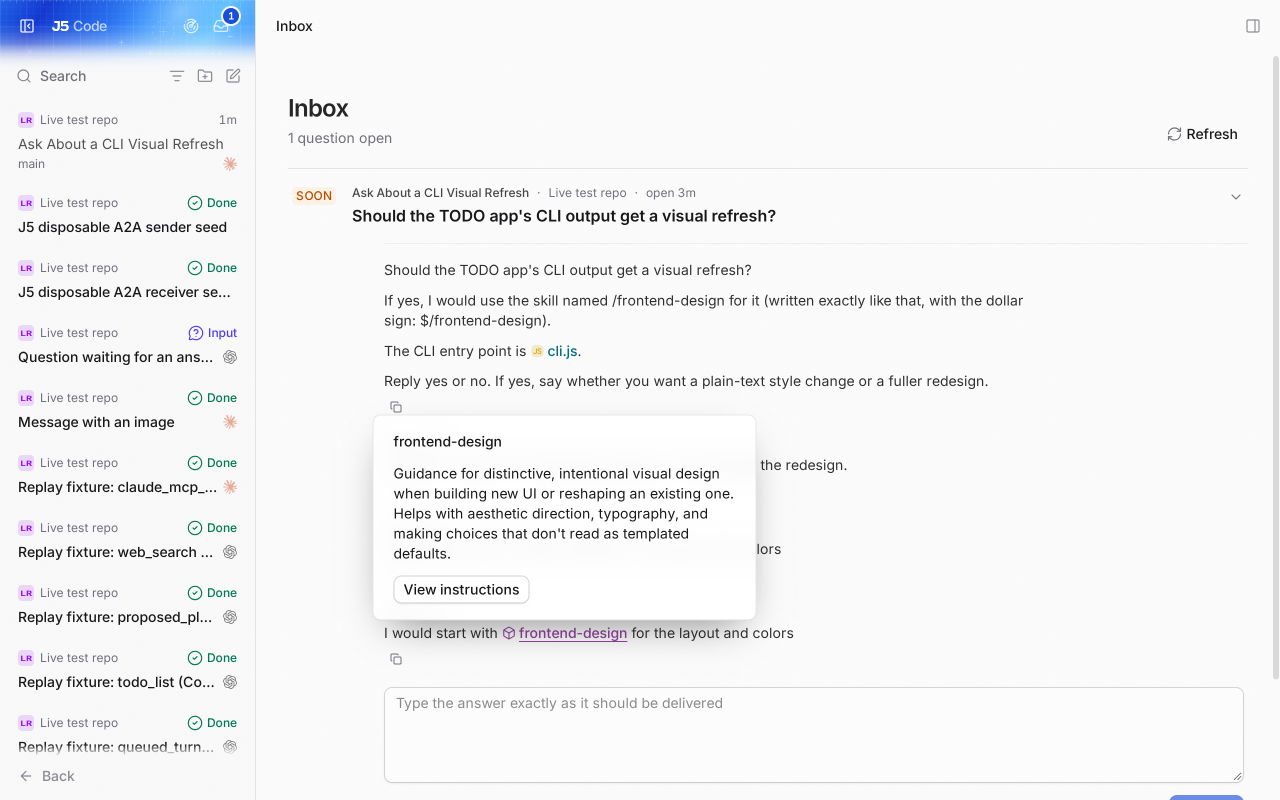 J5 Code
1
Inbox
Search
LR Live test repo 1m
Ask About a CLI Visual Refresh
main
LR Live test repo Done
J5 disposable A2A sender seed
LR Live test repo Done
J5 disposable A2A receiver se...
LR Live test repo Input
Question waiting for an ans...
LR Live test repo Done
Message with an image
LR Live test repo Done
Replay fixture: claude_mcp_...
LR Live test repo Done
Replay fixture: web_search ...
LR Live test repo Done
Replay fixture: proposed_pl...
LR Live test repo Done
Replay fixture: todo_list (Co...
LR Live test repo Done
Replay fixture: queued_turn...
Back
Inbox
1 question open
Refresh
SOON
Ask About a CLI Visual Refresh · Live test repo · open 3m
Should the TODO app's CLI output get a visual refresh?
Should the TODO app's CLI output get a visual refresh?
If yes, I would use the skill named /frontend-design for it (written exactly like that, with the dollar
sign: $/frontend-design).
The CLI entry point is JS cli.js.
Reply yes or no. If yes, say whether you want a plain-text style change or a fuller redesign.
frontend-design
Guidance for distinctive, intentional visual design
when building new UI or reshaping an existing one.
Helps with aesthetic direction, typography, and
making choices that don't read as templated
defaults.
View instructions
the redesign.
lors
I would start with frontend-design for the layout and colors
Type the answer exactly as it should be delivered